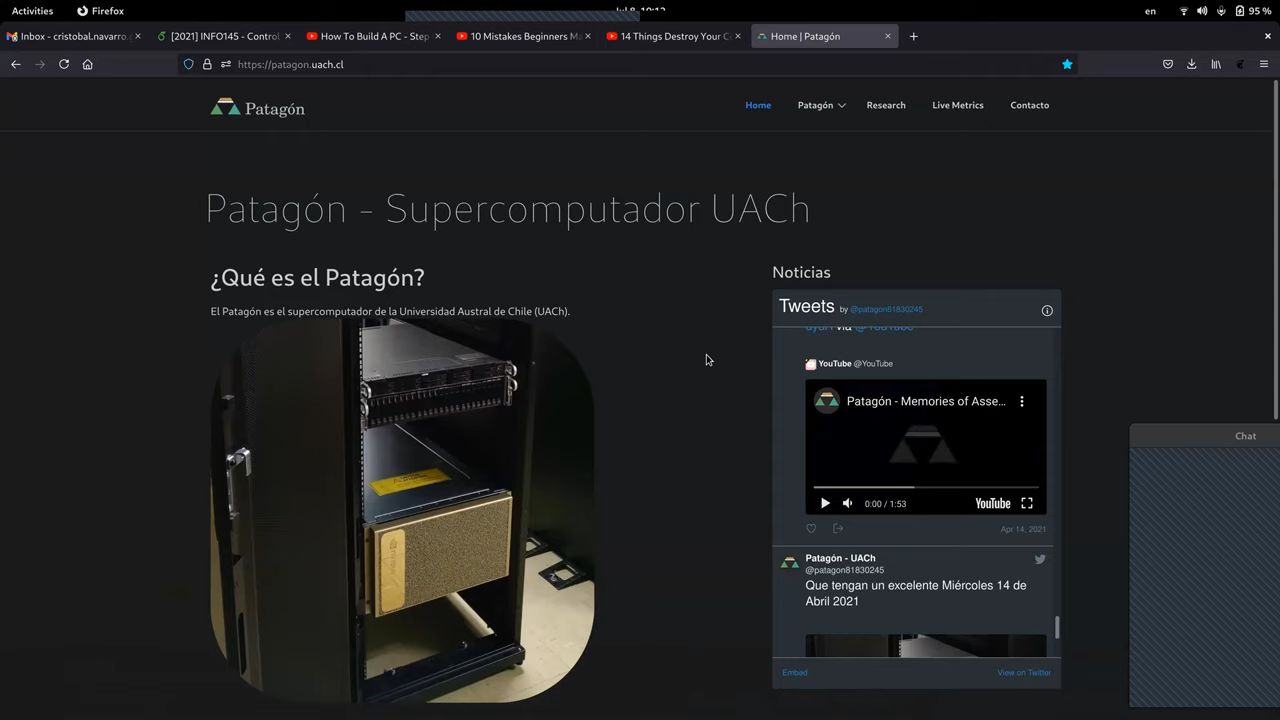 Activities
Firefox
en
95 %
Inbox - cristobal.navarro.g
[2021] INFO145 - Control
How To Build A PC - Step
10 Mistakes Beginners Ma
14 Things Destroy Your C
Home | Patagón
https://patagon.uach.cl
Patagón
Home
Patagón
Research
Live Metrics
Contacto
Patagón - Supercomputador UACh
¿Qué es el Patagón?
El Patagón es el supercomputador de la Universidad Austral de Chile (UACh).
Noticias
Tweets by @patagon81830245
via @YouTube
YouTube @YouTube
Patagón - Memories of Asse...
0:00 / 1:53
YouTube
Apr 14, 2021
Patagón - UACh
@patagon81830245
Que tengan un excelente Miércoles 14 de
Abril 2021
Embed
View on Twitter
Chat